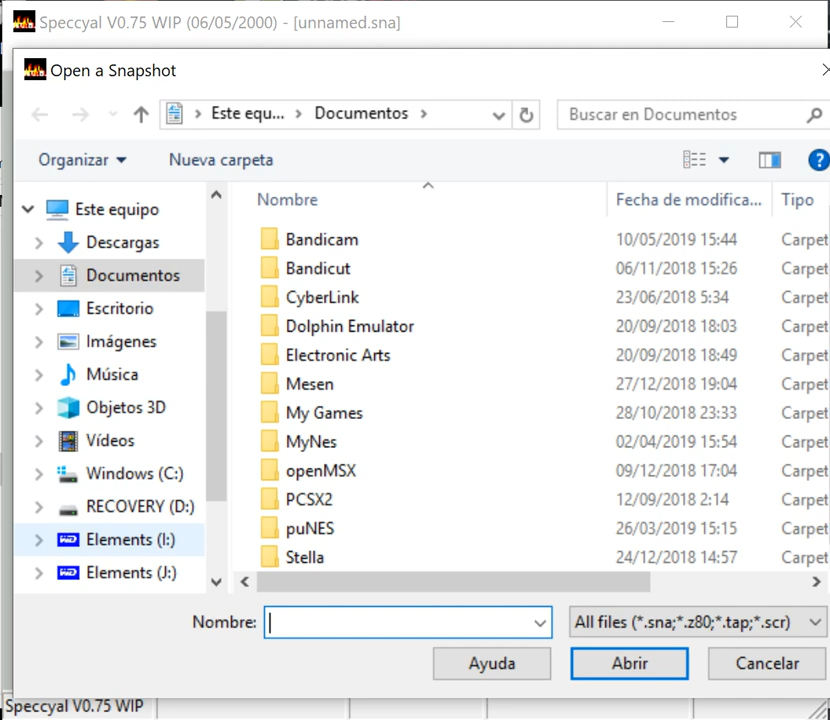 Speccyal V0.75 WIP (06/05/2000) - [unnamed.sna]
Open a Snapshot
Este equ... > Documentos >
Buscar en Documentos
Organizar
Nueva carpeta
?
Nombre Fecha de modifica... Tipo
Este equipo
Descargas
Documentos
Escritorio
Imágenes
Música
Objetos 3D
Vídeos
Windows (C:)
RECOVERY (D:)
Elements (I:)
Elements (J:)
Bandicam 10/05/2019 15:44 Carpet
Bandicut 06/11/2018 15:26 Carpet
CyberLink 23/06/2018 5:34 Carpet
Dolphin Emulator 20/09/2018 18:03 Carpet
Electronic Arts 20/09/2018 18:49 Carpet
Mesen 27/12/2018 19:04 Carpet
My Games 28/10/2018 23:33 Carpet
MyNes 02/04/2019 15:54 Carpet
openMSX 09/12/2018 17:04 Carpet
PCSX2 12/09/2018 2:14 Carpet
puNES 26/03/2019 15:15 Carpet
Stella 24/12/2018 14:57 Carpet
Nombre:
All files (*.sna;*.z80;*.tap;*.scr)
Ayuda
Abrir
Cancelar
Speccyal V0.75 WIP